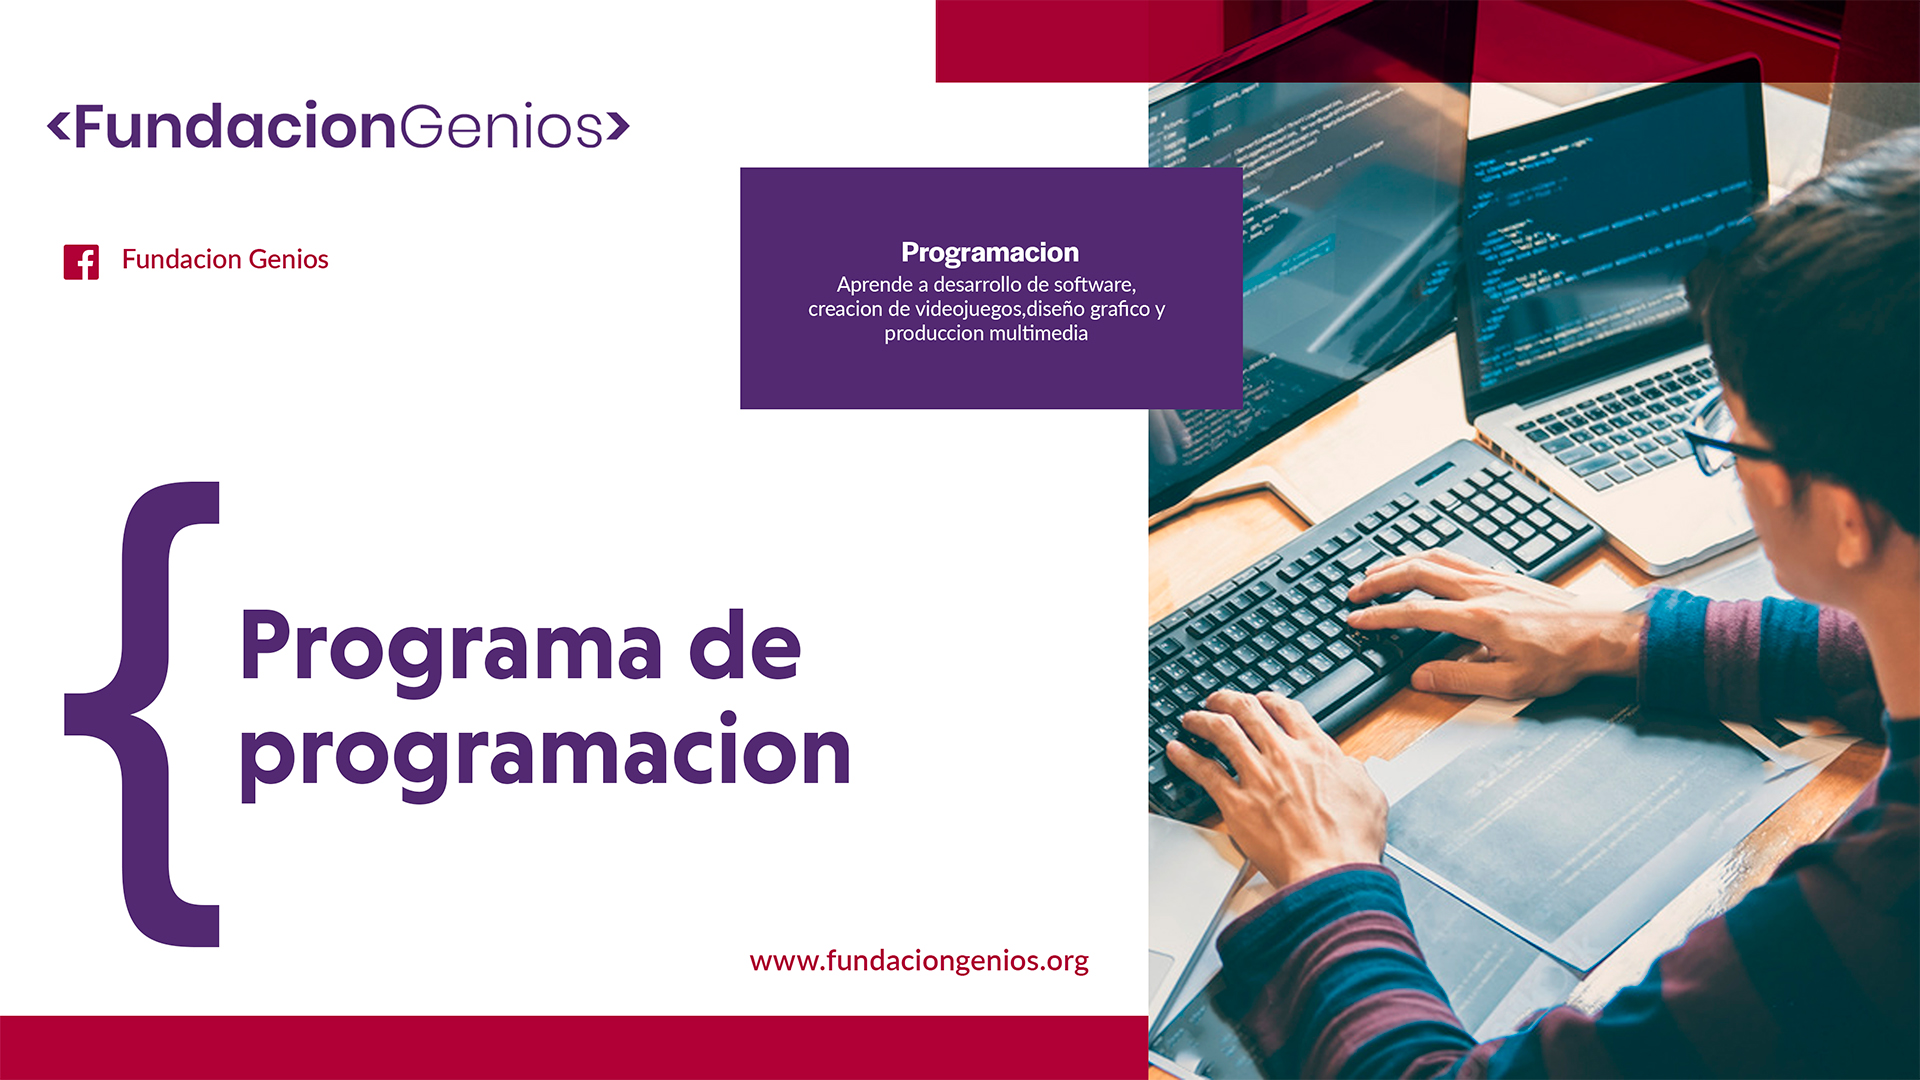 <FundacionGenios>
Fundacion Genios
Programacion
Aprende a desarrollo de software,
creacion de videojuegos,diseño grafico y
produccion multimedia
{
Programa de
programacion
www.fundaciongenios.org